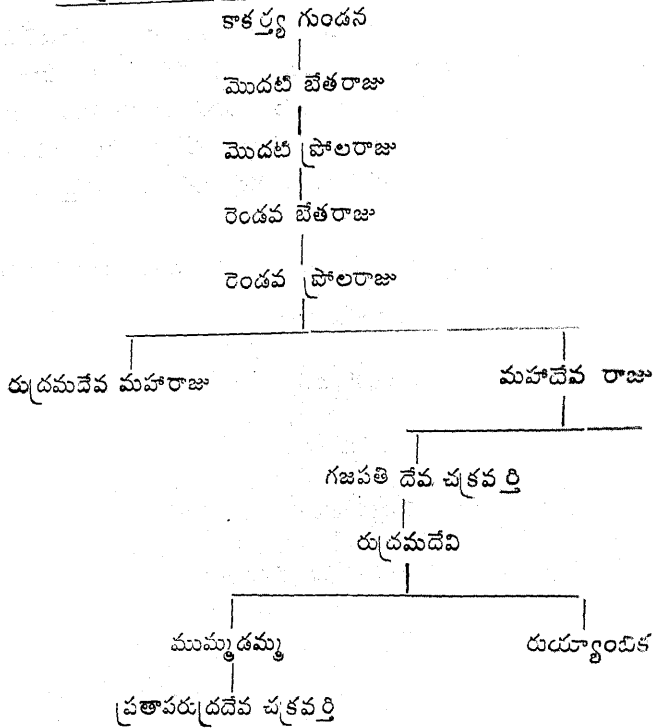 కాకర్త్య గుండన
మొదటి బేతరాజు
మొదటి ప్రోలరాజు
రెండవ బేతరాజు
రెండవ ప్రోలరాజు
రుద్రమదేవ మహారాజు
మహాదేవ రాజు
గజపతి దేవ చక్రవర్తి
రుద్రమదేవి
ముమ్మడమ్మ
రుయ్యాంబిక
ప్రతాపరుద్రదేవ చక్రవర్తి